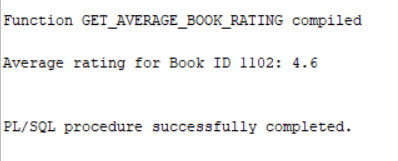 Function GET_AVERAGE_BOOK_RATING compiled
Average rating for Book ID 1102: 4.6
PL/SQL procedure successfully completed.